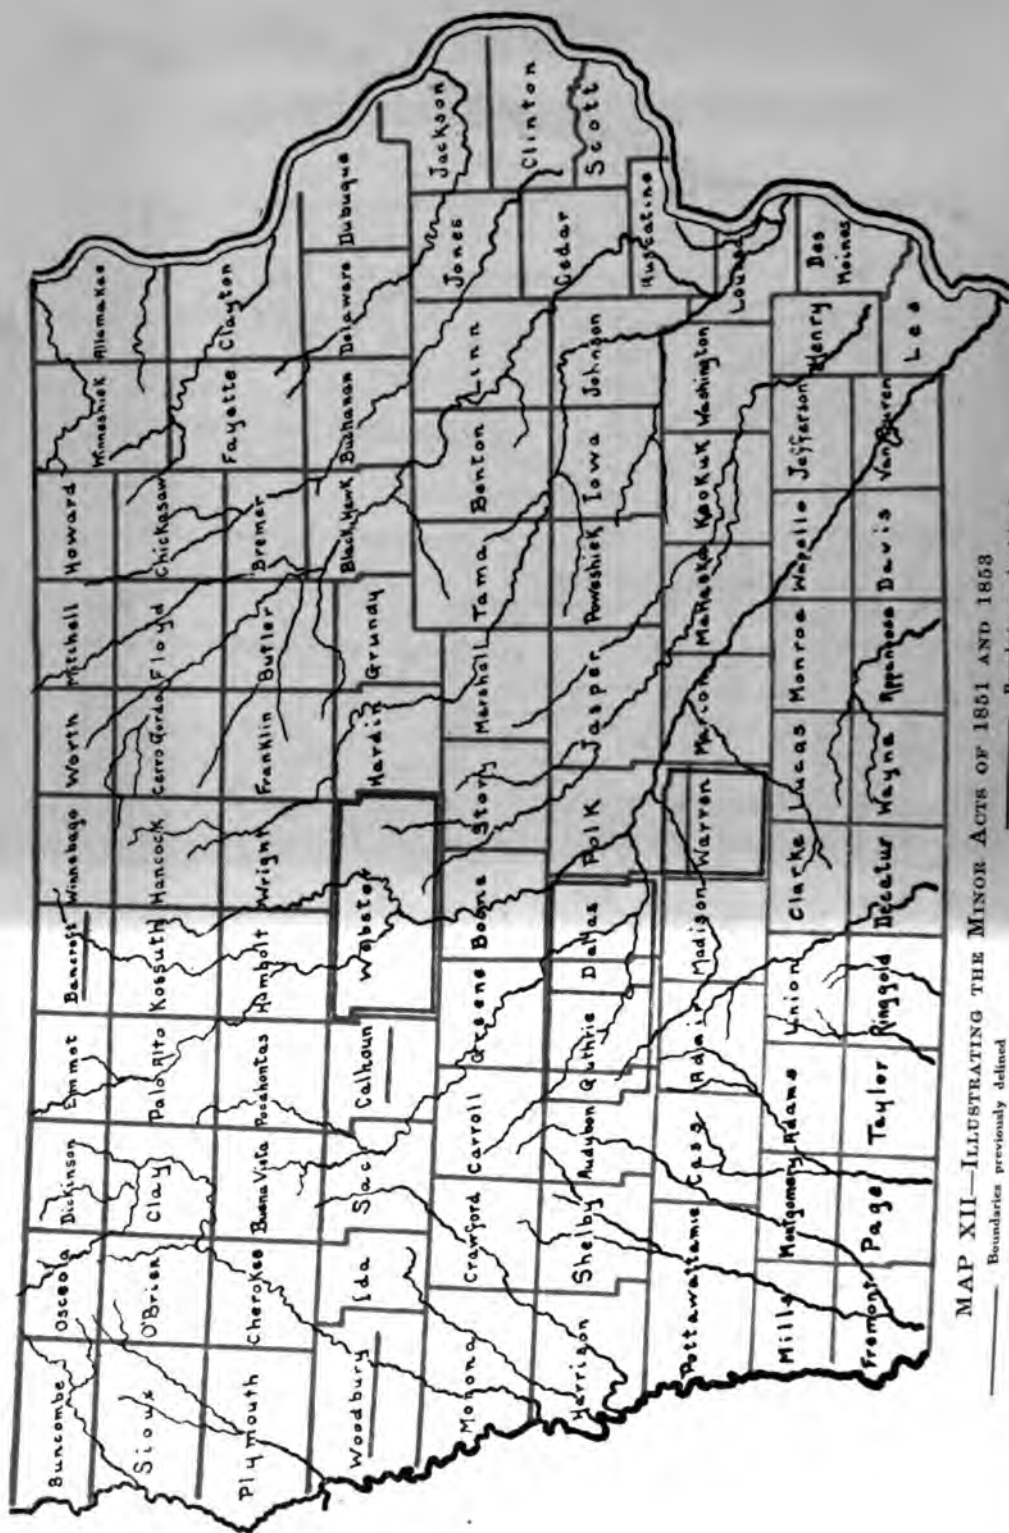 Buncombe
Osceola
Dickinson
Emmet
Bancroft
Winnebago
Worth
Mitchell
Howard
Winneshiek
Allamakee
Sioux
O'Brien
Clay
Palo Alto
Kossuth
Hancock
Cerro Gordo
Floyd
Chickasaw
Fayette
Clayton
Plymouth
Cherokee
Buena Vista
Pocahontas
Humbolt
Wright
Franklin
Butler
Bremer
Woodbury
Ida
Sac
Calhoun
Webster
Hardin
Grundy
Black Hawk
Buchanan
Delaware
Dubuque
Monona
Crawford
Carroll
Greene
Boone
Story
Marshall
Tama
Benton
Linn
Jones
Jackson
Harrison
Shelby
Audybon
Guthrie
Dallas
Polk
Jasper
Poweshiek
Iowa
Johnson
Cedar
Clinton
Scott
Pottawattamie
Cass
Adair
Madison
Warren
Marion
Mahaska
Keokuk
Washington
Louisa
Muscatine
Mills
Montgomery
Adams
Union
Clarke
Lucas
Monroe
Wapello
Jefferson
Henry
Des
Moines
Fremont
Page
Taylor
Ringgold
Decatur
Wayne
Appanoose
Davis
Van Buren
Lee
MAP XII—ILLUSTRATING THE MINOR ACTS OF 1851 AND 1853
Boundaries previously defined